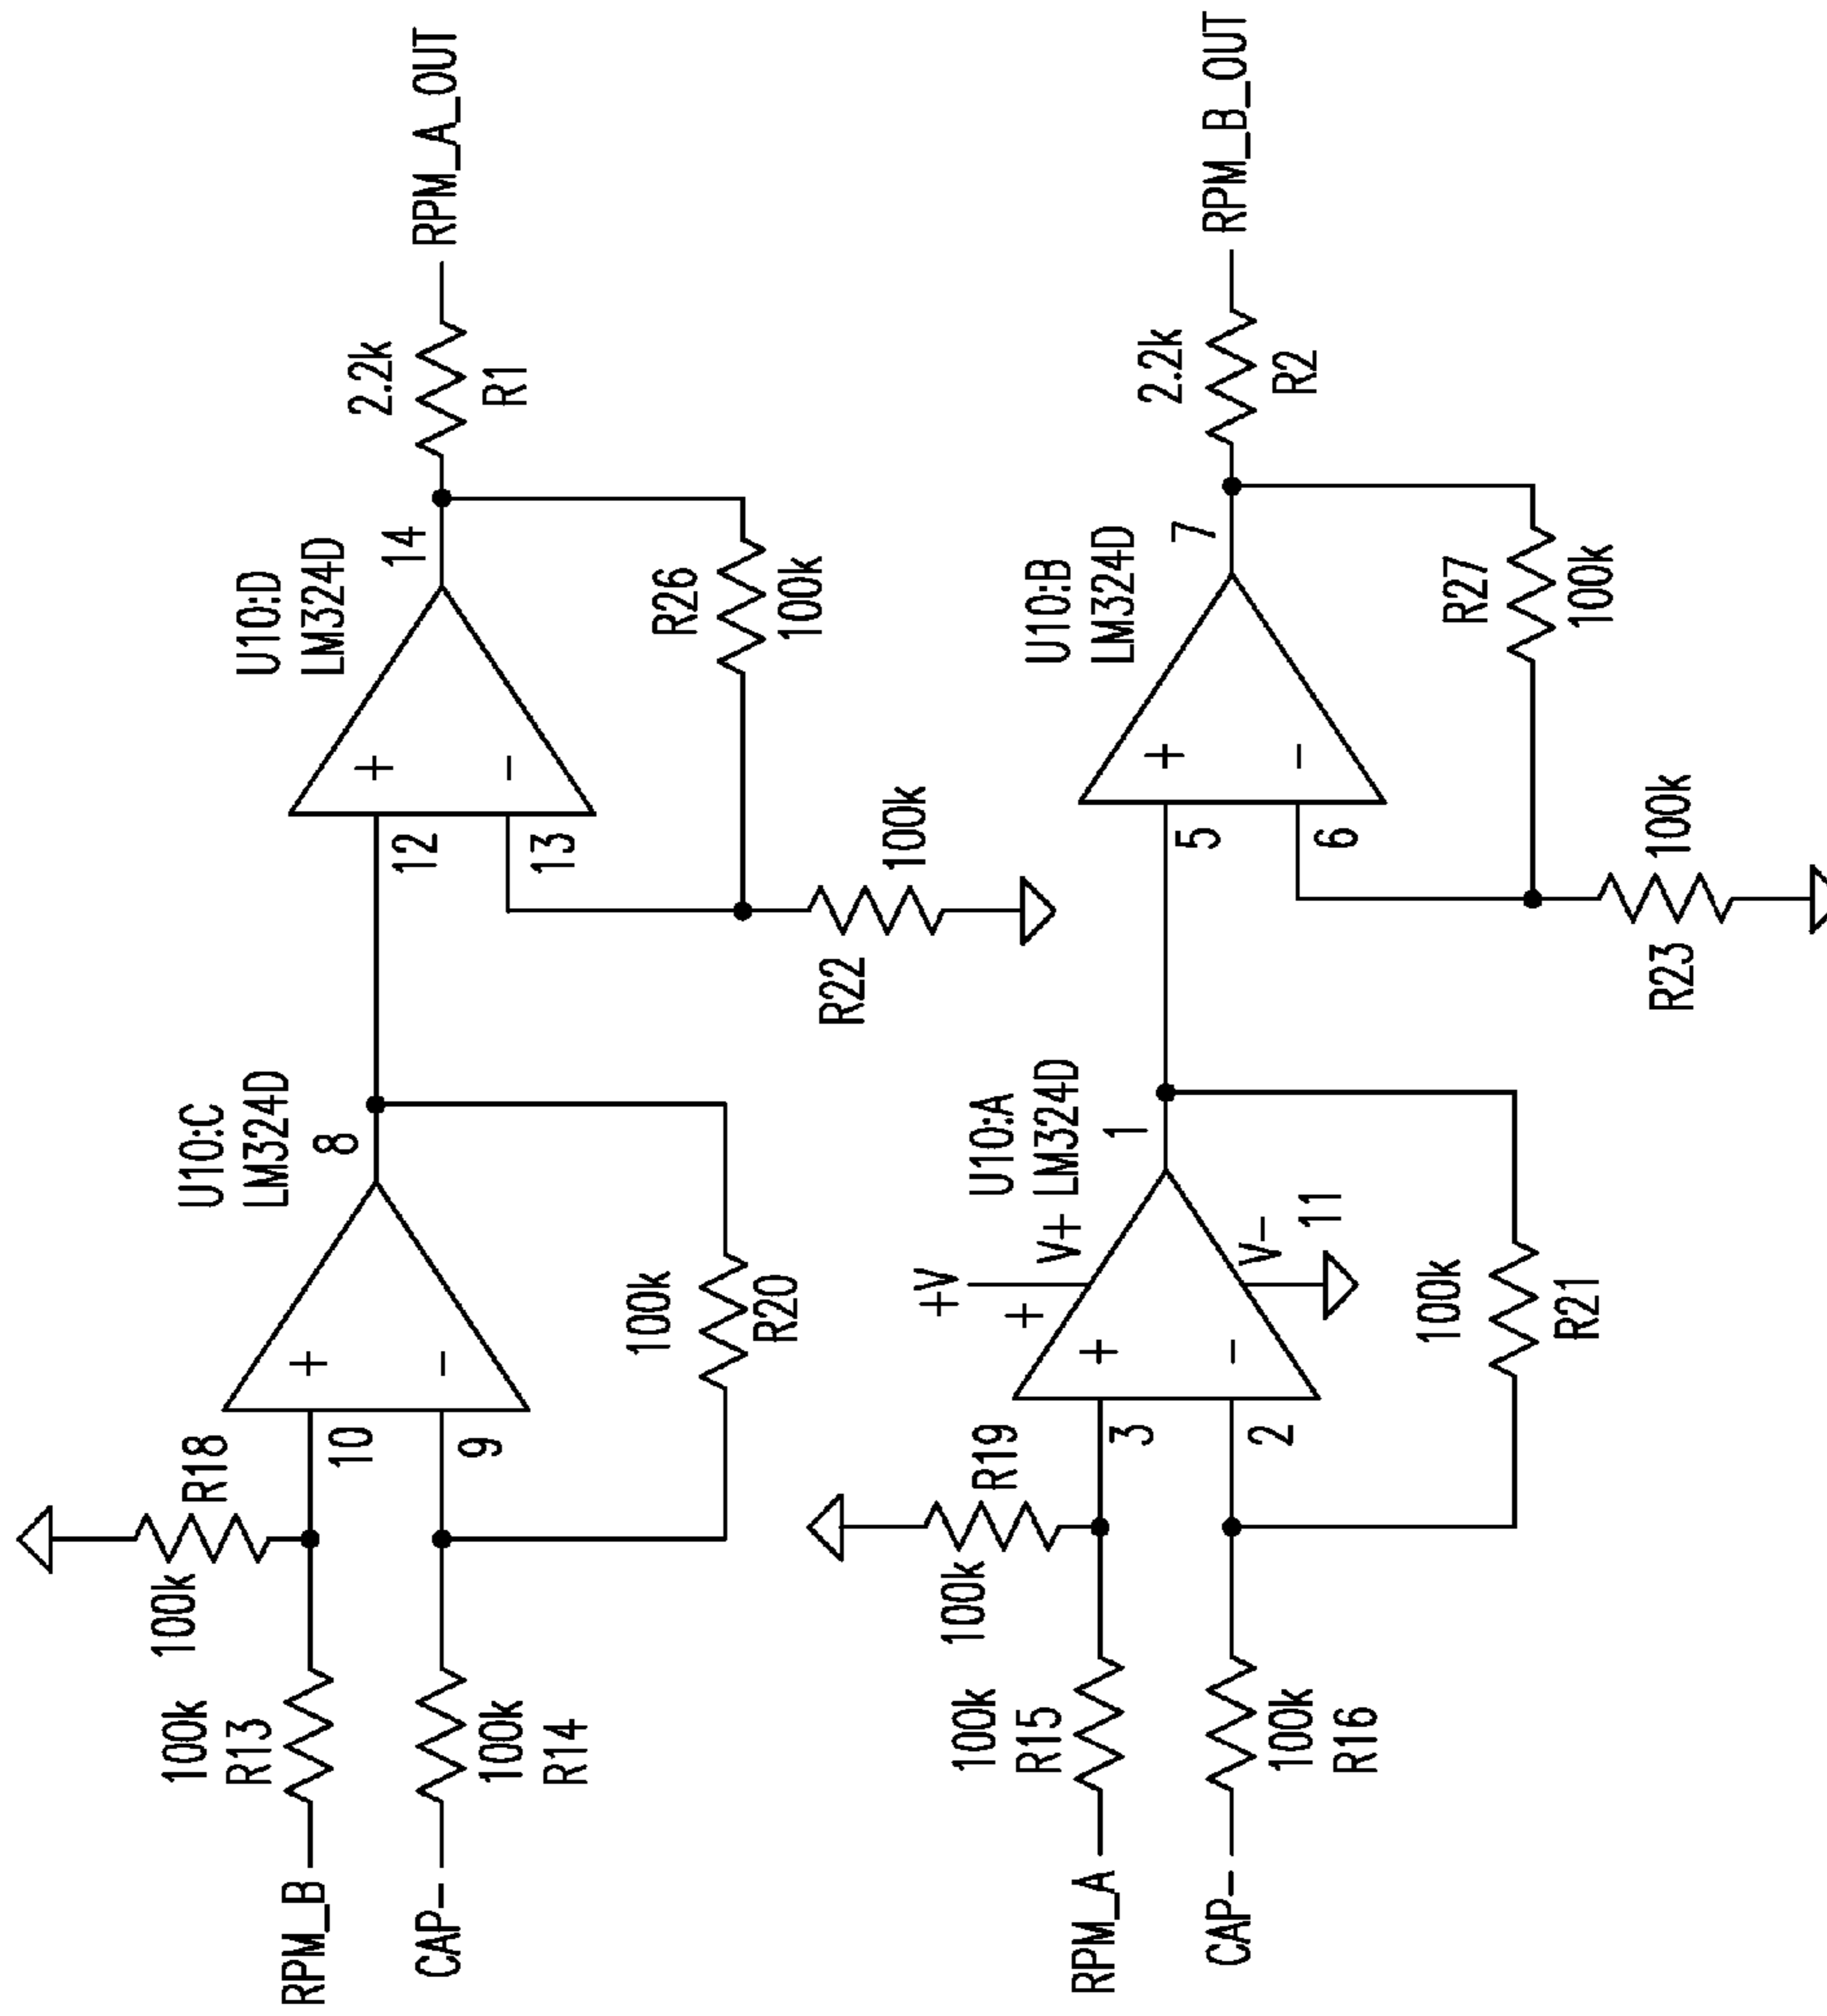 RPM_B
CAP-
100k
R13
100k
R14
100k
R18
10
9
+
-
U10:C
LM324D
8
100k
R20
12
13
+
-
U10:D
LM324D
14
R22
100k
R26
100k
2.2k
R1
RPM_A_OUT
RPM_A
CAP-
100k
R15
100k
R16
100k
R19
3
2
+
-
+V
+
V+
V-
11
U10:A
LM324D
1
100k
R21
5
6
+
-
U10:B
LM324D
7
R23
100k
R27
100k
2.2k
R2
RPM_B_OUT